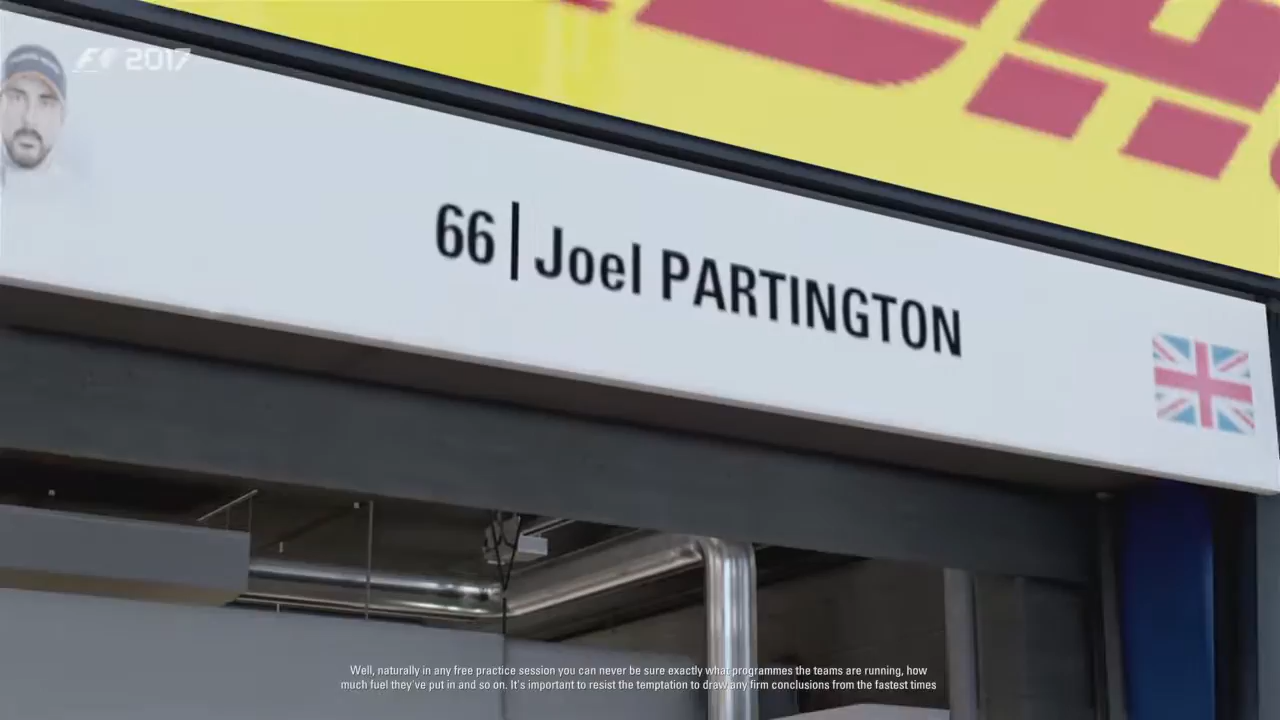 F1 2017
66 | Joel PARTINGTON
Well, naturally in any free practice session you can never be sure exactly what programmes the teams are running, how
much fuel they've put in and so on. It's important to resist the temptation to draw any firm conclusions from the fastest times